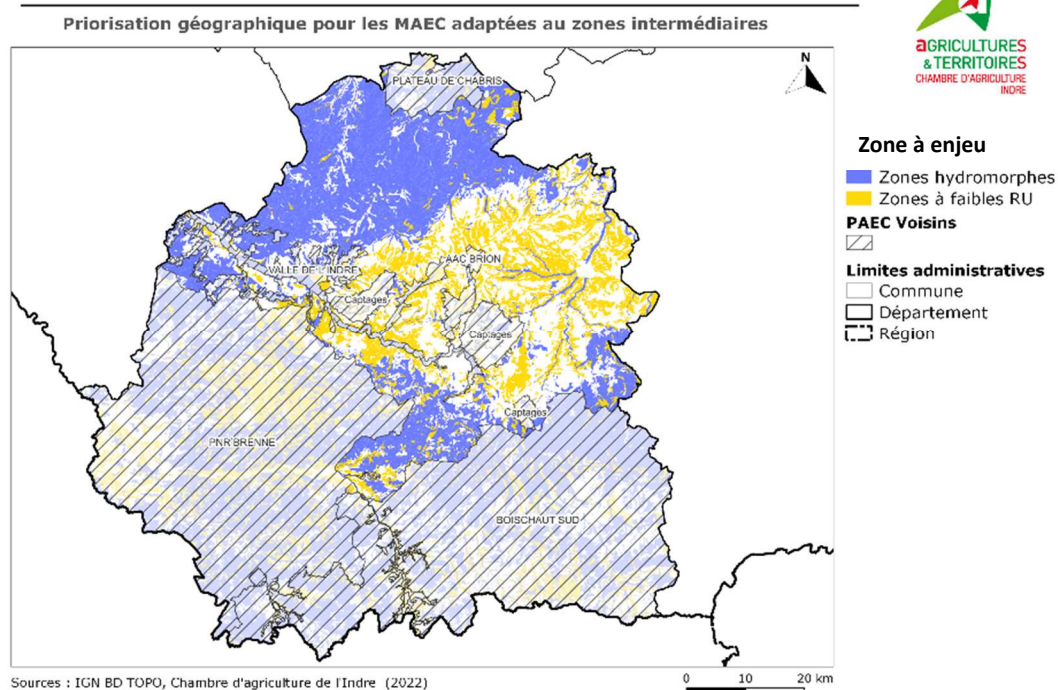 Priorisation géographique pour les MAEC adaptées au zones intermédiaires
aGRICULTURES
& TERRITOIRES
CHAMBRE D'AGRICULTURE
INDRE
N
PLATEAU DE CHABRIS
VALLE DE L'INDRE
AAC BRION
Captages
Captages
Captages
PNR BRENNE
BOISCHAUT SUD
Zone à enjeu
Zones hydromorphes
Zones à faibles RU
PAEC Voisins
Limites administratives
Commune
Département
Région
Sources : IGN BD TOPO, Chambre d'agriculture de l'Indre (2022)
0 10 20 km